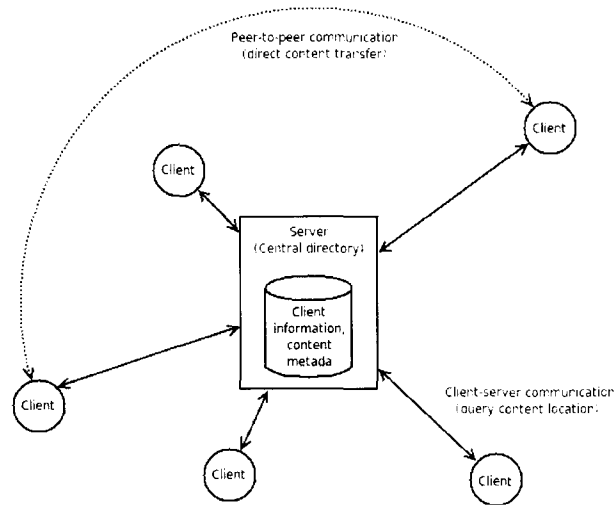 Peer-to-peer communication
(direct content transfer)
Client
Client
Server
(Central directory)
Client
information,
content
metada
Client
Client-server communication
(query content location)
Client
Client